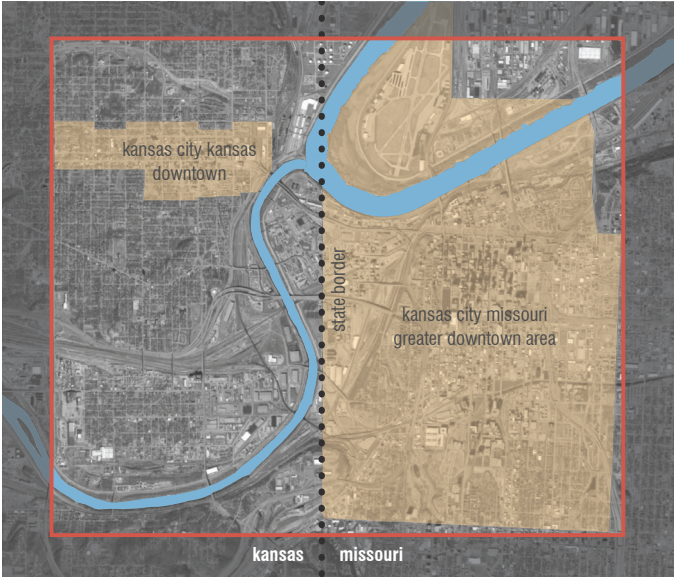 kansas city kansas
downtown
state border
kansas city missouri
greater downtown area
kansas
missouri